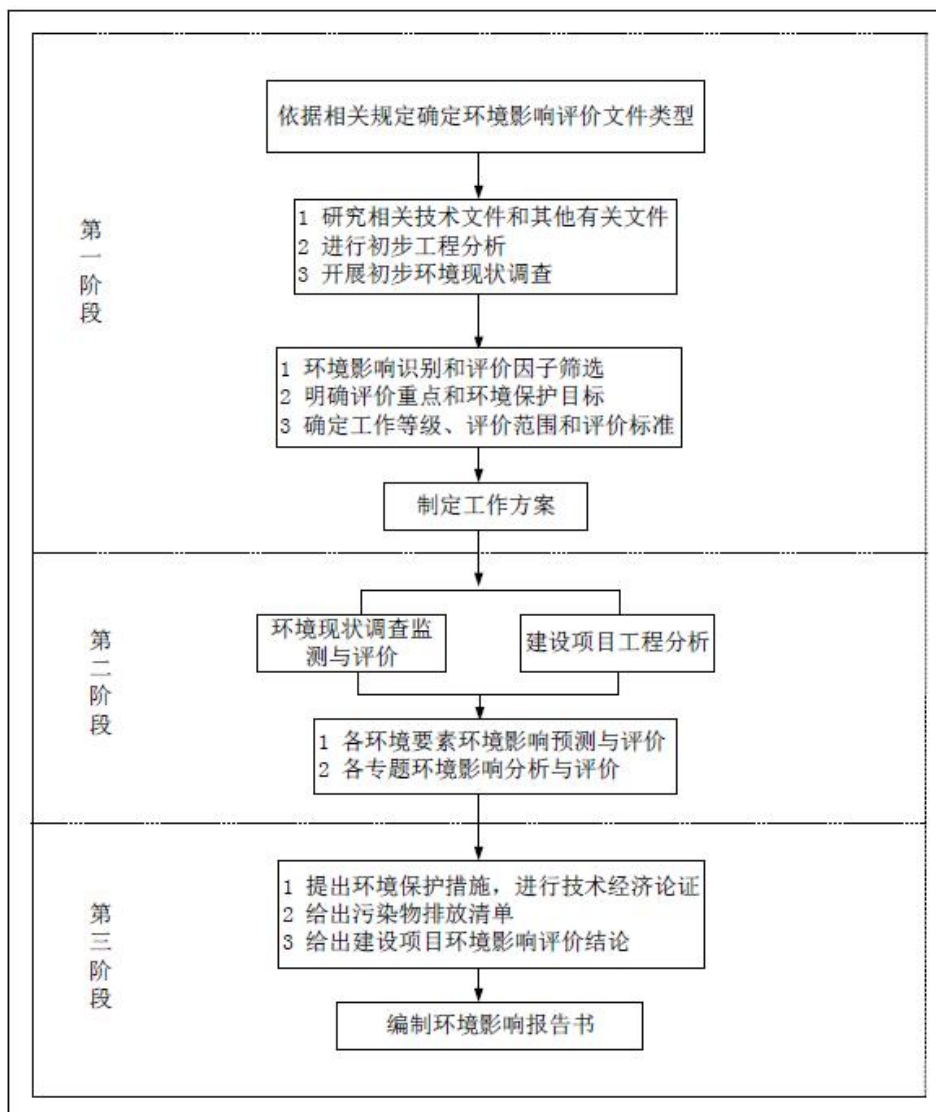 依据相关规定确定环境影响评价文件类型
第一阶段
1 研究相关技术文件和其他有关文件
2 进行初步工程分析
3 开展初步环境现状调查
1 环境影响识别和评价因子筛选
2 明确评价重点和环境保护目标
3 确定工作等级、评价范围和评价标准
制定工作方案
第二阶段
环境现状调查监
测与评价
建设项目工程分析
1 各环境要素环境影响预测与评价
2 各专题环境影响分析与评价
第三阶段
1 提出环境保护措施，进行技术经济论证
2 给出污染物排放清单
3 给出建设项目环境影响评价结论
编制环境影响报告书